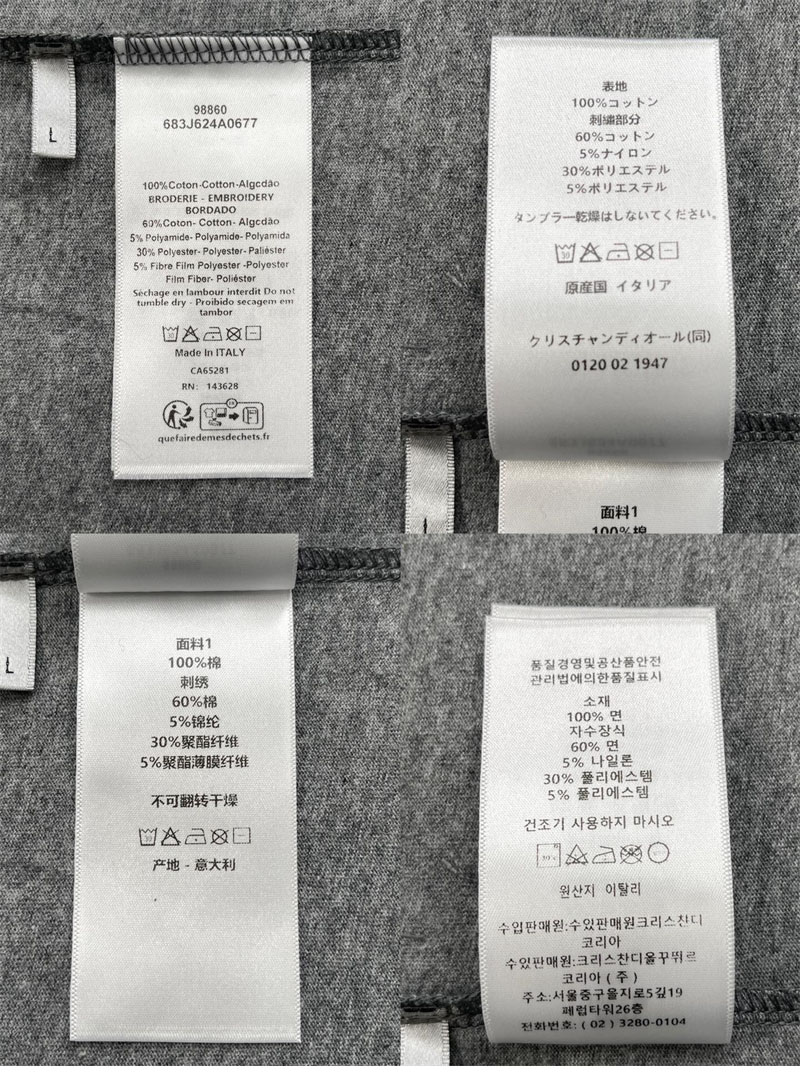 L
98860
683J624A0677
100%Coton-Cotton-Algcdão
BRODERIE - EMBROIDERY
BORDADO
60%Coton- Cotton- Algcdão
5% Polyamide- Polyamide- Polyamida
30% Polyester- Polyester- Paliéster
5% Fibre Film Polyester -Polyester
Film Fiber- Poliéster
Séchage en lambour interdit Do not
tumble dry - Proibido secagem em
tambor
Made In ITALY
CA65281
RN: 143628
FR
quefairedemesdechets.fr
表地
100%コットン
刺繍部分
60%コットン
5%ナイロン
30%ポリエステル
5%ポリエステル
タンブラー乾燥はしないてください。
原産国 イタリア
クリスチャンディオール(同)
0120 02 1947
面料1
100%棉
L
L
面料1
100%棉
刺绣
60%棉
5%锦纶
30%聚酯纤维
5%聚酯薄膜纤维
不可翻转干燥
产地 - 意大利
품질경영및공산품안전
관리법에의한품질표시
소재
100% 면
자수장식
60% 면
5% 나일론
30% 폴리에스템
5% 폴리에스템
건조기 사용하지 마시오
30°c
원산지 이탈리
수입판매원:수있판매원크리스찬디
코리아
수있판매원:크리스찬디올꾸뛰르
코리아 ( 주 )
주소:서울중구을지로5깊19
페럼타워26층
전화번호: ( 02 ) 3280-0104